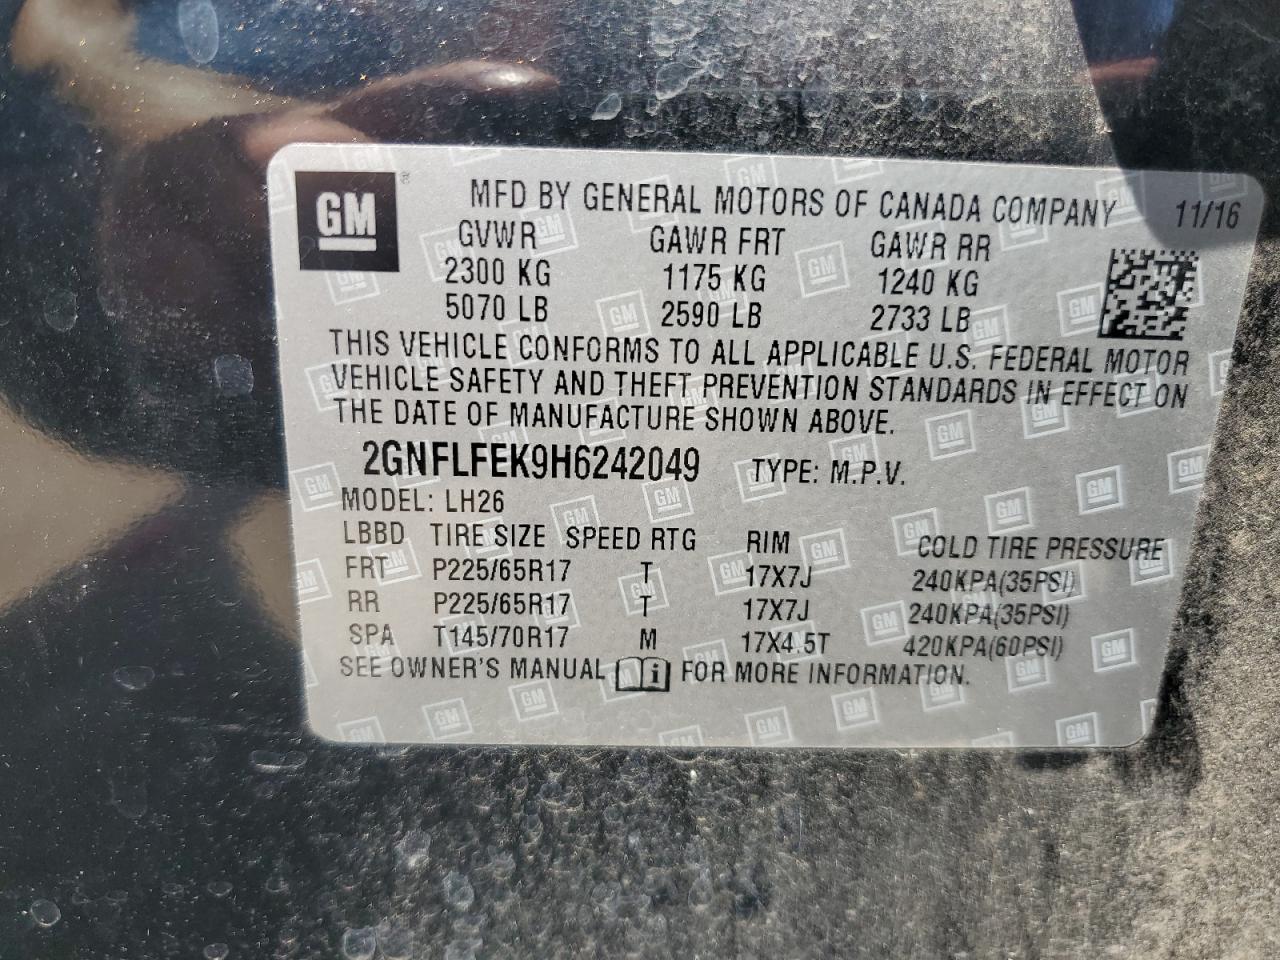 GM
MFD BY GENERAL MOTORS OF CANADA COMPANY 11/16
GVWR GAWR FRT GAWR RR
2300 KG 1175 KG 1240 KG
5070 LB 2590 LB 2733 LB
THIS VEHICLE CONFORMS TO ALL APPLICABLE U.S. FEDERAL MOTOR
VEHICLE SAFETY AND THEFT PREVENTION STANDARDS IN EFFECT ON
THE DATE OF MANUFACTURE SHOWN ABOVE.
2GNFLFEK9H6242049 TYPE: M.P.V.
MODEL: LH26
LBBD TIRE SIZE SPEED RTG RIM COLD TIRE PRESSURE
FRT P225/65R17 T 17X7J 240KPA(35PSI)
RR P225/65R17 T 17X7J 240KPA(35PSI)
SPA T145/70R17 M 17X4.5T 420KPA(60PSI)
SEE OWNER'S MANUAL i FOR MORE INFORMATION.